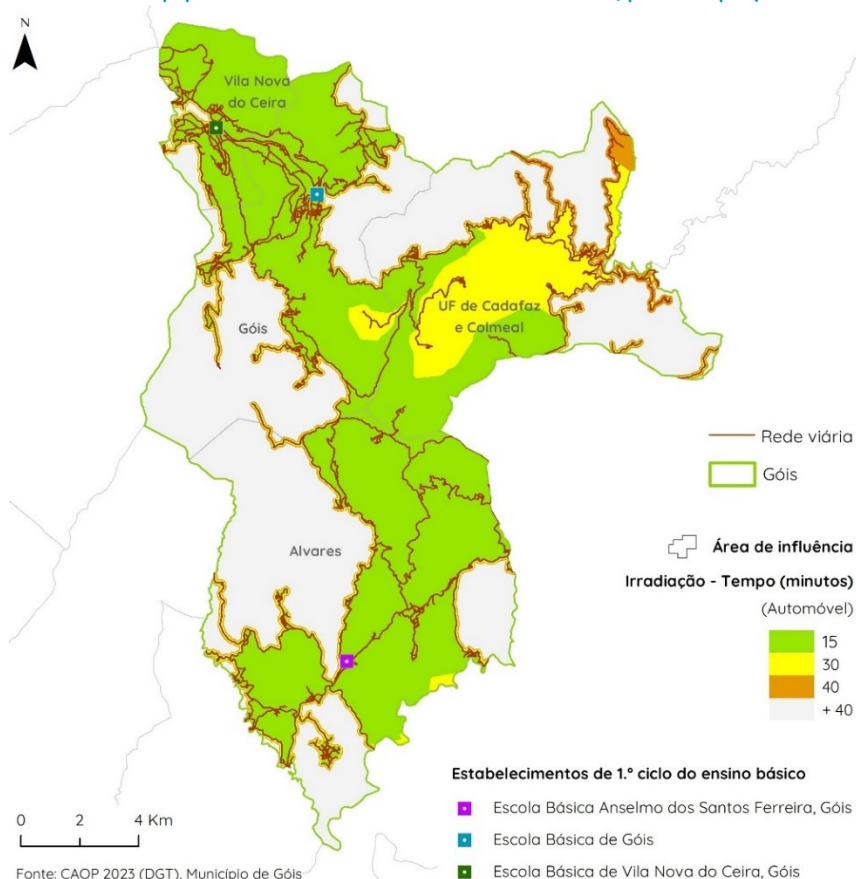 N
Vila Nova
do Ceira
Góis
UF de Cadafaz
e Colmeal
Alvares
Rede viária
Góis
Área de influência
Irradiação - Tempo (minutos)
(Automóvel)
15
30
40
+ 40
Estabelecimentos de 1.º ciclo do ensino básico
Escola Básica Anselmo dos Santos Ferreira, Góis
Escola Básica de Góis
Escola Básica de Vila Nova do Ceira, Góis
0 2 4 Km
Fonte: CAOP 2023 (DGT), Município de Góis